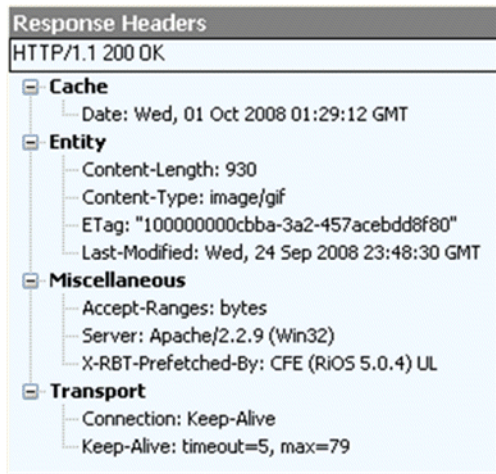 Response Headers
HTTP/1.1 200 OK
Cache
Date: Wed, 01 Oct 2008 01:29:12 GMT
Entity
Content-Length: 930
Content-Type: image/gif
ETag: "100000000cbba-3a2-457acebdd8f80"
Last-Modified: Wed, 24 Sep 2008 23:48:30 GMT
Miscellaneous
Accept-Ranges: bytes
Server: Apache/2.2.9 (Win32)
X-RBT-Prefetched-By: CFE (RiOS 5.0.4) UL
Transport
Connection: Keep-Alive
Keep-Alive: timeout=5, max=79